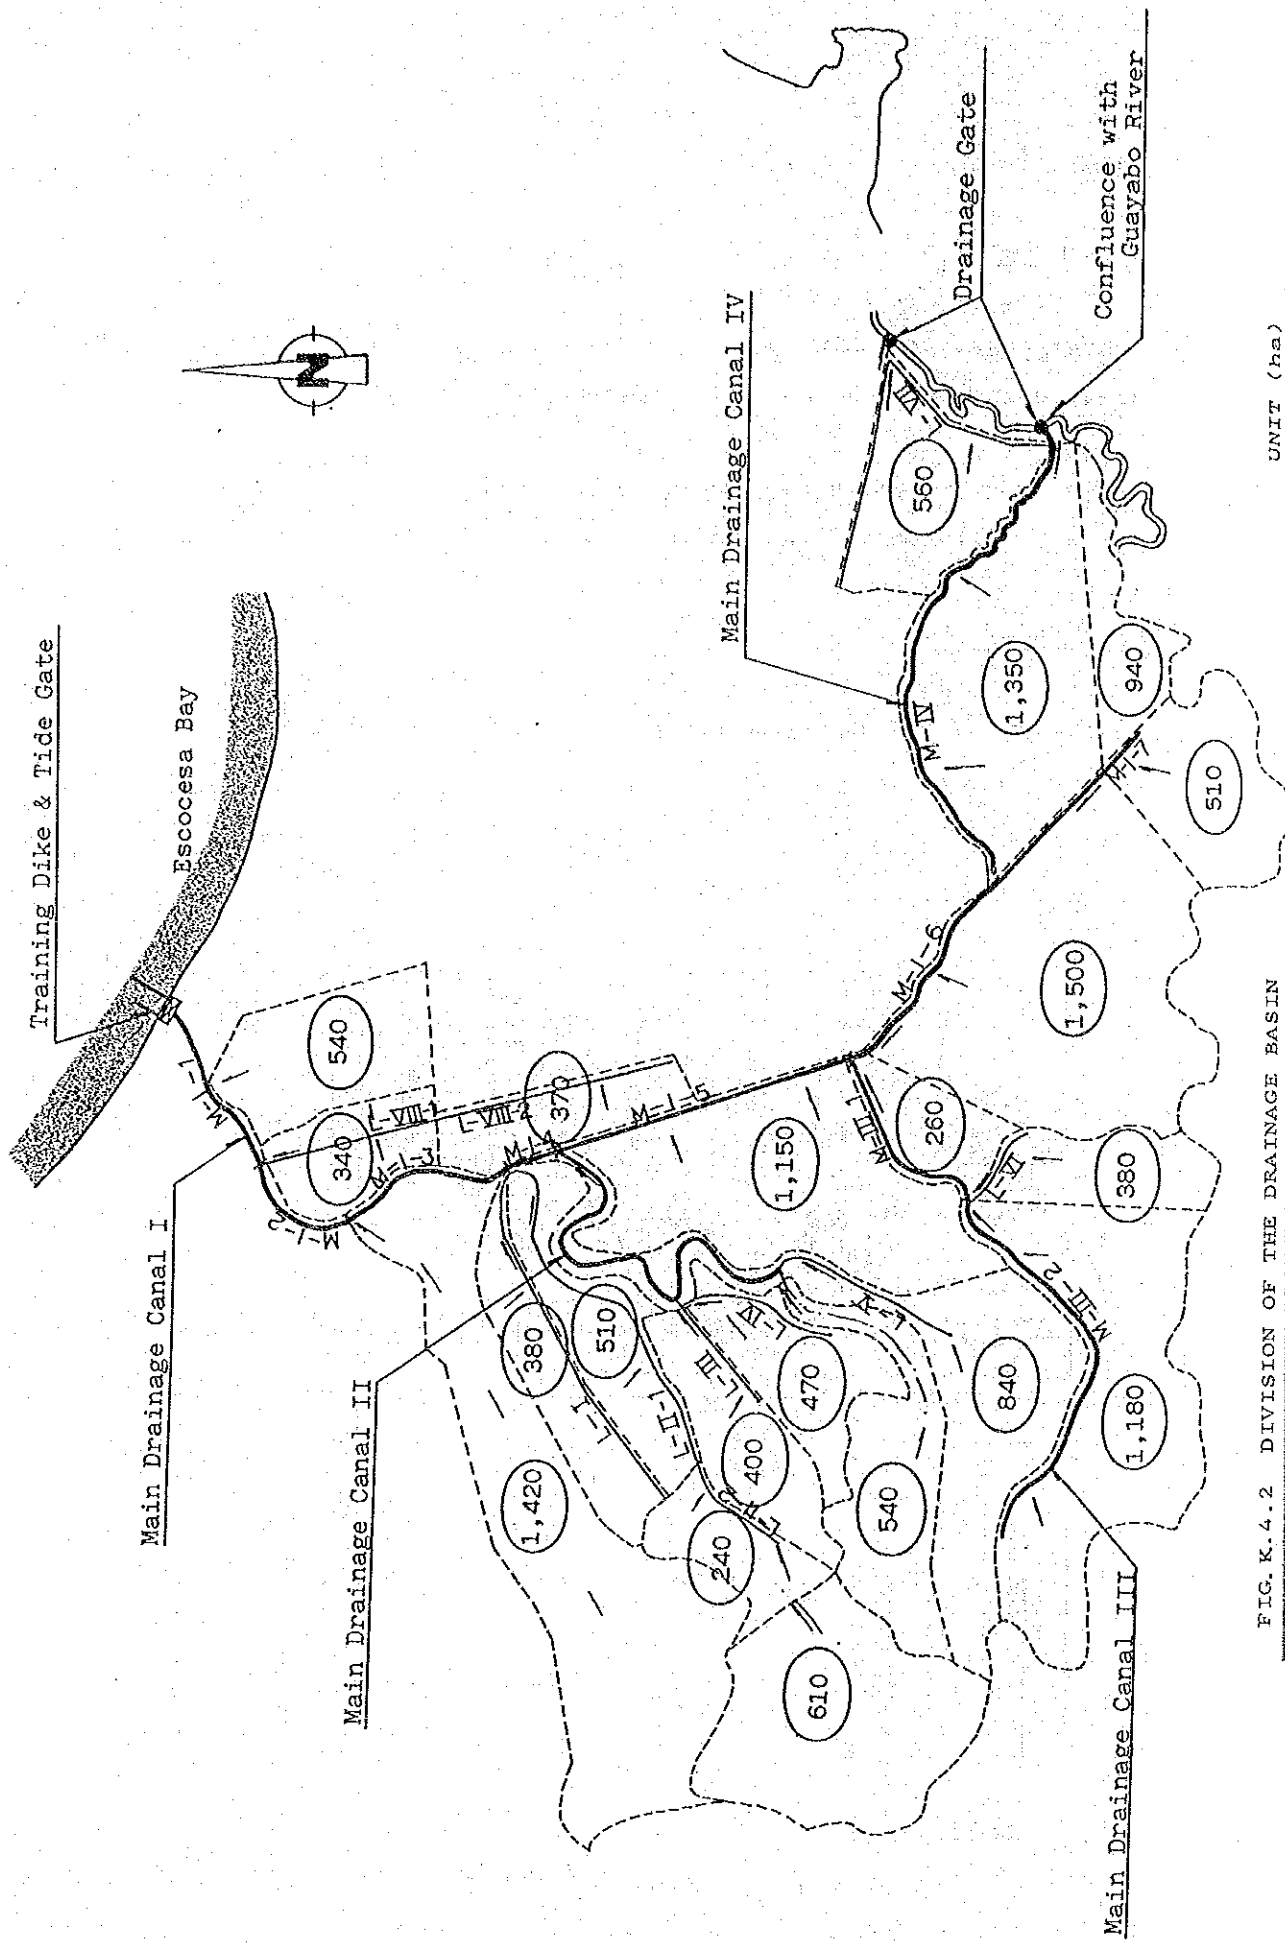 Training Dike & Tide Gate
Escocesa Bay
N
Main Drainage Canal I
M-I-1
540
M-I-2
340
L-VIII-1
M-I-3
L-VIII-2
370
M-I-4
M-I-5
Main Drainage Canal II
1,420
380
L-I
510
L-II-1
L-III
L-IV
L-V
240
L-II-2
400
470
540
610
1,150
M-III-1
260
L-VI
380
M-III-2
840
1,180
Main Drainage Canal III
M-I-6
1,500
M-I-7
510
940
1,350
M-IV
Main Drainage Canal IV
560
L-VII
Drainage Gate
Confluence with
Guayabo River
UNIT (ha)
FIG. K.4.2 DIVISION OF THE DRAINAGE BASIN